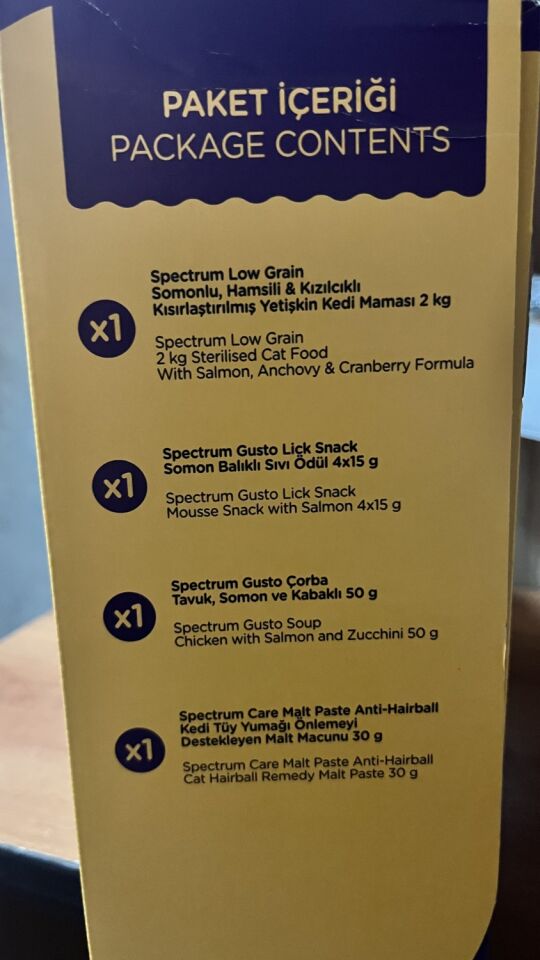 PAKET İÇERİĞİ
PACKAGE CONTENTS
x1
Spectrum Low Grain
Somonlu, Hamsili & Kızılcıklı
Kısırlaştırılmış Yetişkin Kedi Maması 2 kg
Spectrum Low Grain
2 kg Sterilised Cat Food
With Salmon, Anchovy & Cranberry Formula
x1
Spectrum Gusto Lick Snack
Somon Balıklı Sıvı Ödül 4x15 g
Spectrum Gusto Lick Snack
Mousse Snack with Salmon 4x15 g
x1
Spectrum Gusto Çorba
Tavuk, Somon ve Kabaklı 50 g
Spectrum Gusto Soup
Chicken with Salmon and Zucchini 50 g
x1
Spectrum Care Malt Paste Anti-Hairball
Kedi Tüy Yumağı Önlemeyi
Destekleyen Malt Macunu 30 g
Spectrum Care Malt Paste Anti-Hairball
Cat Hairball Remedy Malt Paste 30 g